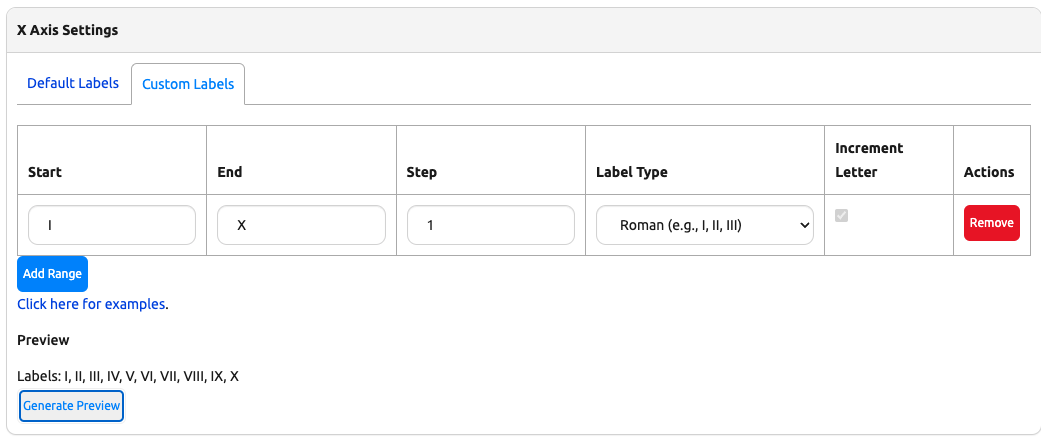 X Axis Settings
Default Labels Custom Labels
Start End Step Label Type Increment Letter Actions
I X 1 Roman (e.g., I, II, III) Remove
Add Range
Click here for examples.
Preview
Labels: I, II, III, IV, V, VI, VII, VIII, IX, X
Generate Preview